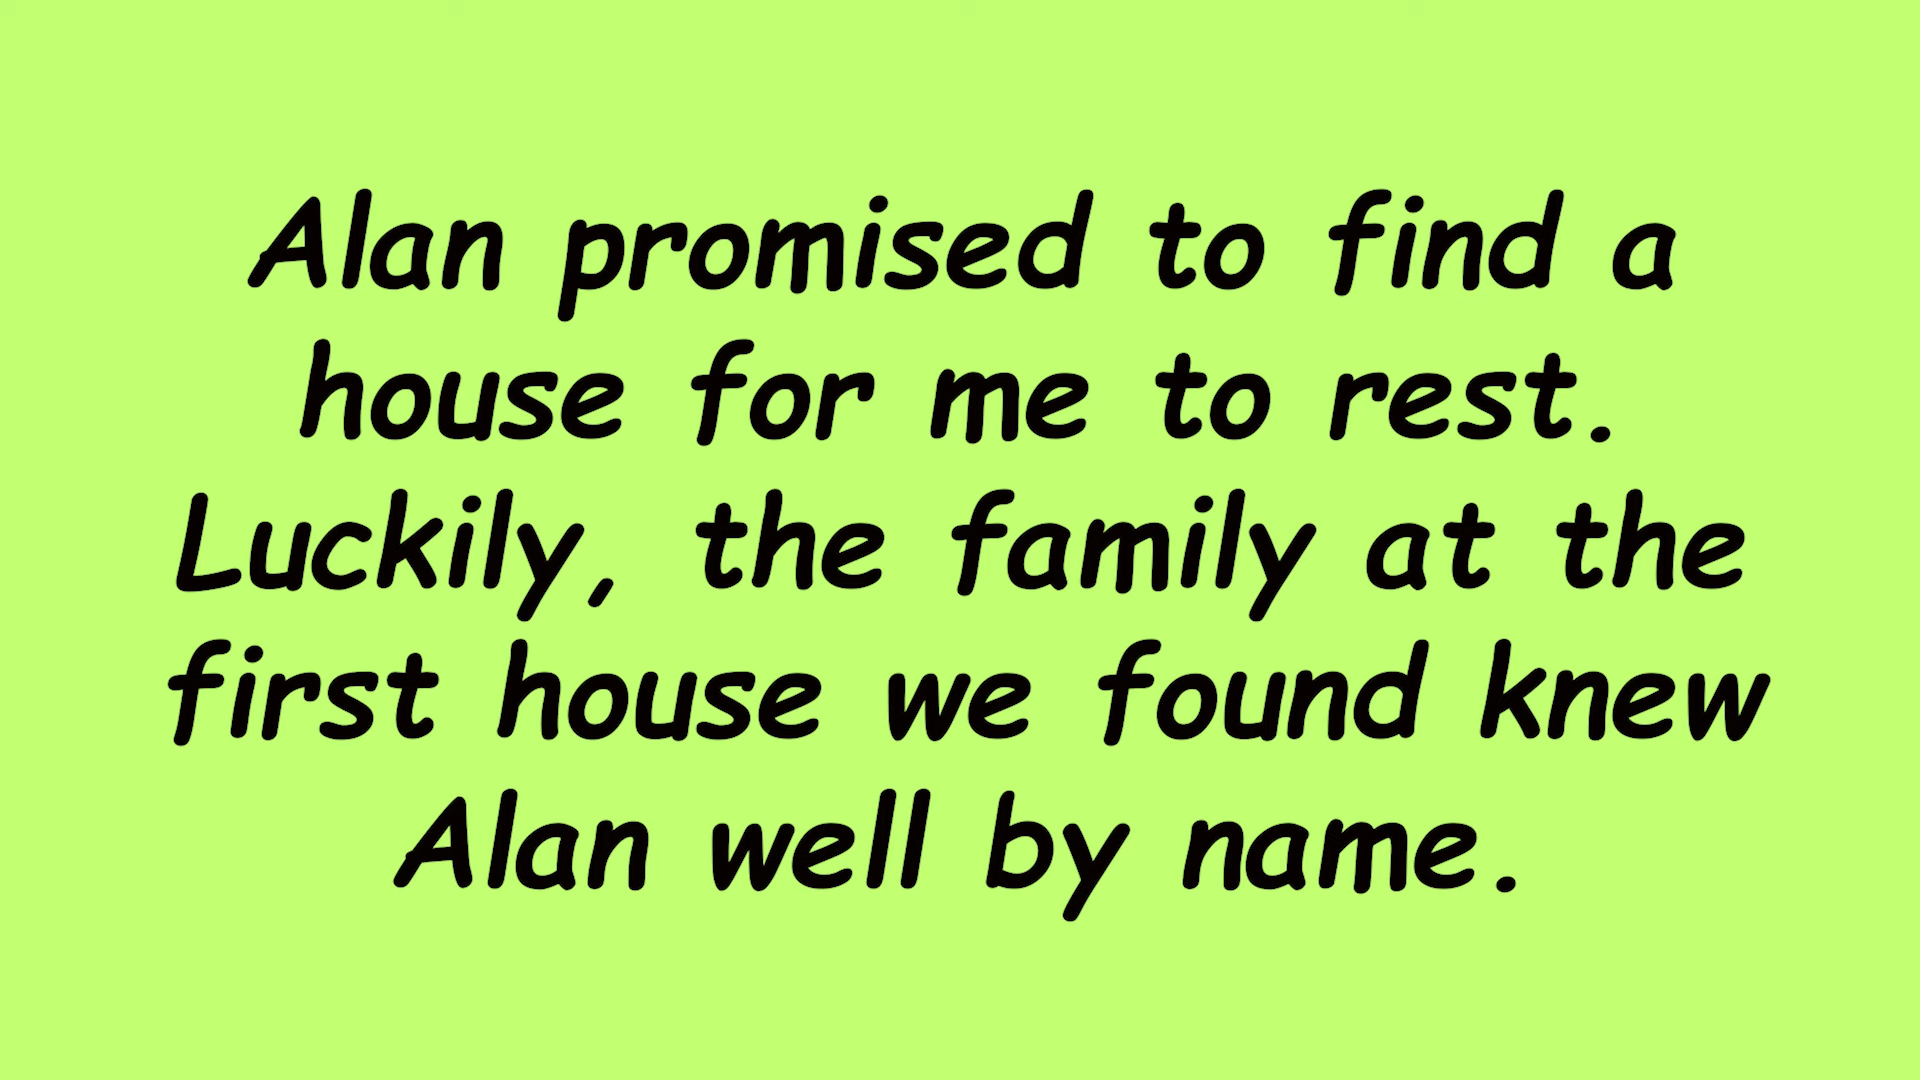 Alan promised to find a
house for me to rest.
Luckily, the family at the
first house we found knew
Alan well by name.